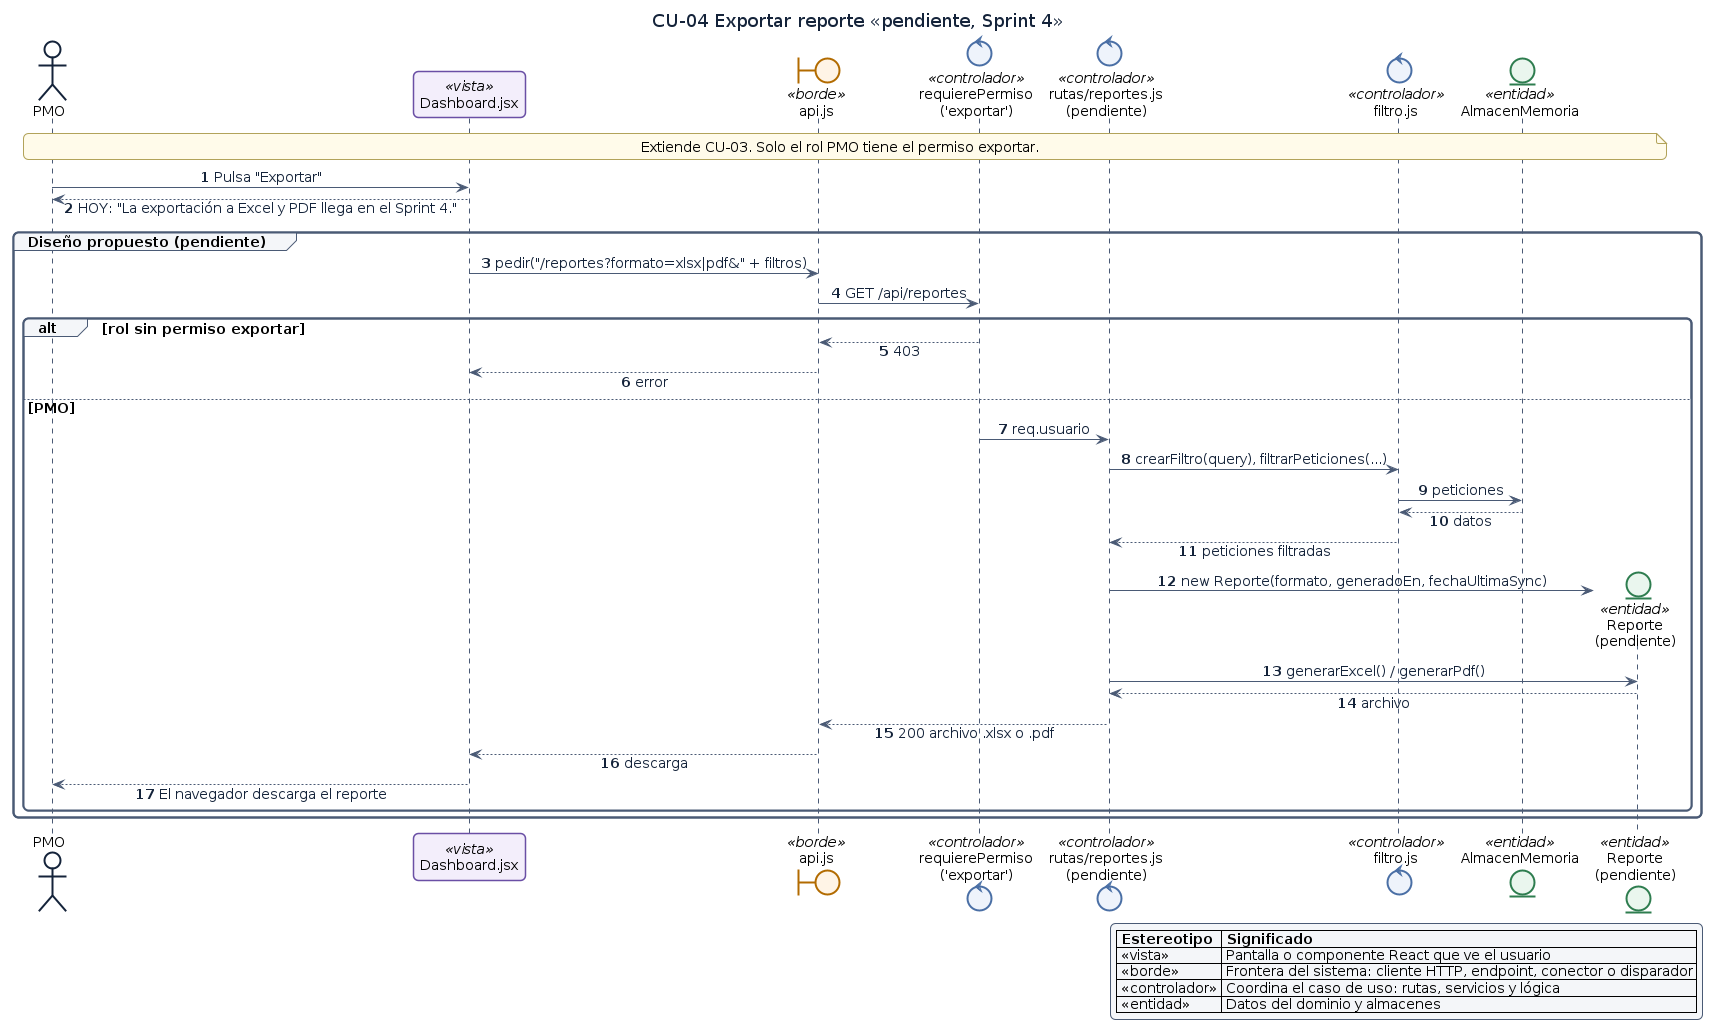 CU-04 Exportar reporte «pendiente, Sprint 4»
PMO
«vista»
Dashboard.jsx
«borde»
api.js
«controlador»
requierePermiso
('exportar')
«controlador»
rutas/reportes.js
(pendiente)
«controlador»
filtro.js
«entidad»
AlmacenMemoria
Extiende CU-03. Solo el rol PMO tiene el permiso exportar.
1 Pulsa "Exportar"
2 HOY: "La exportación a Excel y PDF llega en el Sprint 4."
Diseño propuesto (pendiente)
3 pedir("/reportes?formato=xlsx|pdf&" + filtros)
4 GET /api/reportes
alt [rol sin permiso exportar]
5 403
6 error
[PMO]
7 req.usuario
8 crearFiltro(query), filtrarPeticiones(...)
9 peticiones
10 datos
11 peticiones filtradas
12 new Reporte(formato, generadoEn, fechaUltimaSync)
«entidad»
Reporte
(pendiente)
13 generarExcel() / generarPdf()
14 archivo
15 200 archivo .xlsx o .pdf
16 descarga
17 El navegador descarga el reporte
PMO
«vista»
Dashboard.jsx
«borde»
api.js
«controlador»
requierePermiso
('exportar')
«controlador»
rutas/reportes.js
(pendiente)
«controlador»
filtro.js
«entidad»
AlmacenMemoria
«entidad»
Reporte
(pendiente)
Estereotipo Significado
«vista» Pantalla o componente React que ve el usuario
«borde» Frontera del sistema: cliente HTTP, endpoint, conector o disparador
«controlador» Coordina el caso de uso: rutas, servicios y lógica
«entidad» Datos del dominio y almacenes